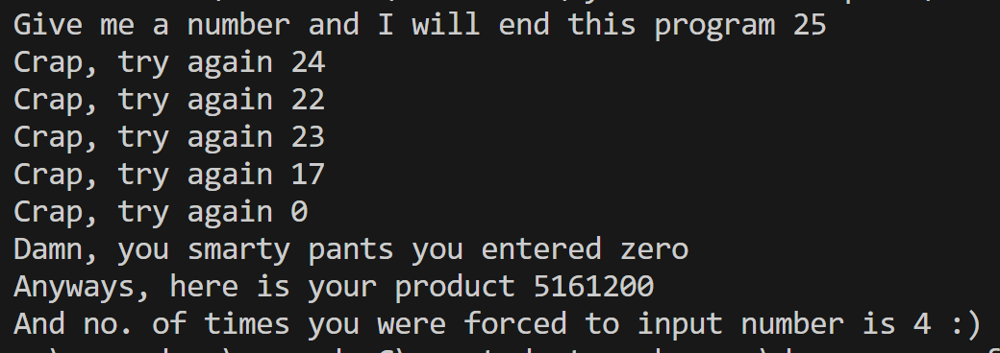 Give me a number and I will end this program 25
Crap, try again 24
Crap, try again 22
Crap, try again 23
Crap, try again 17
Crap, try again 0
Damn, you smarty pants you entered zero
Anyways, here is your product 5161200
And no. of times you were forced to input number is 4 :)